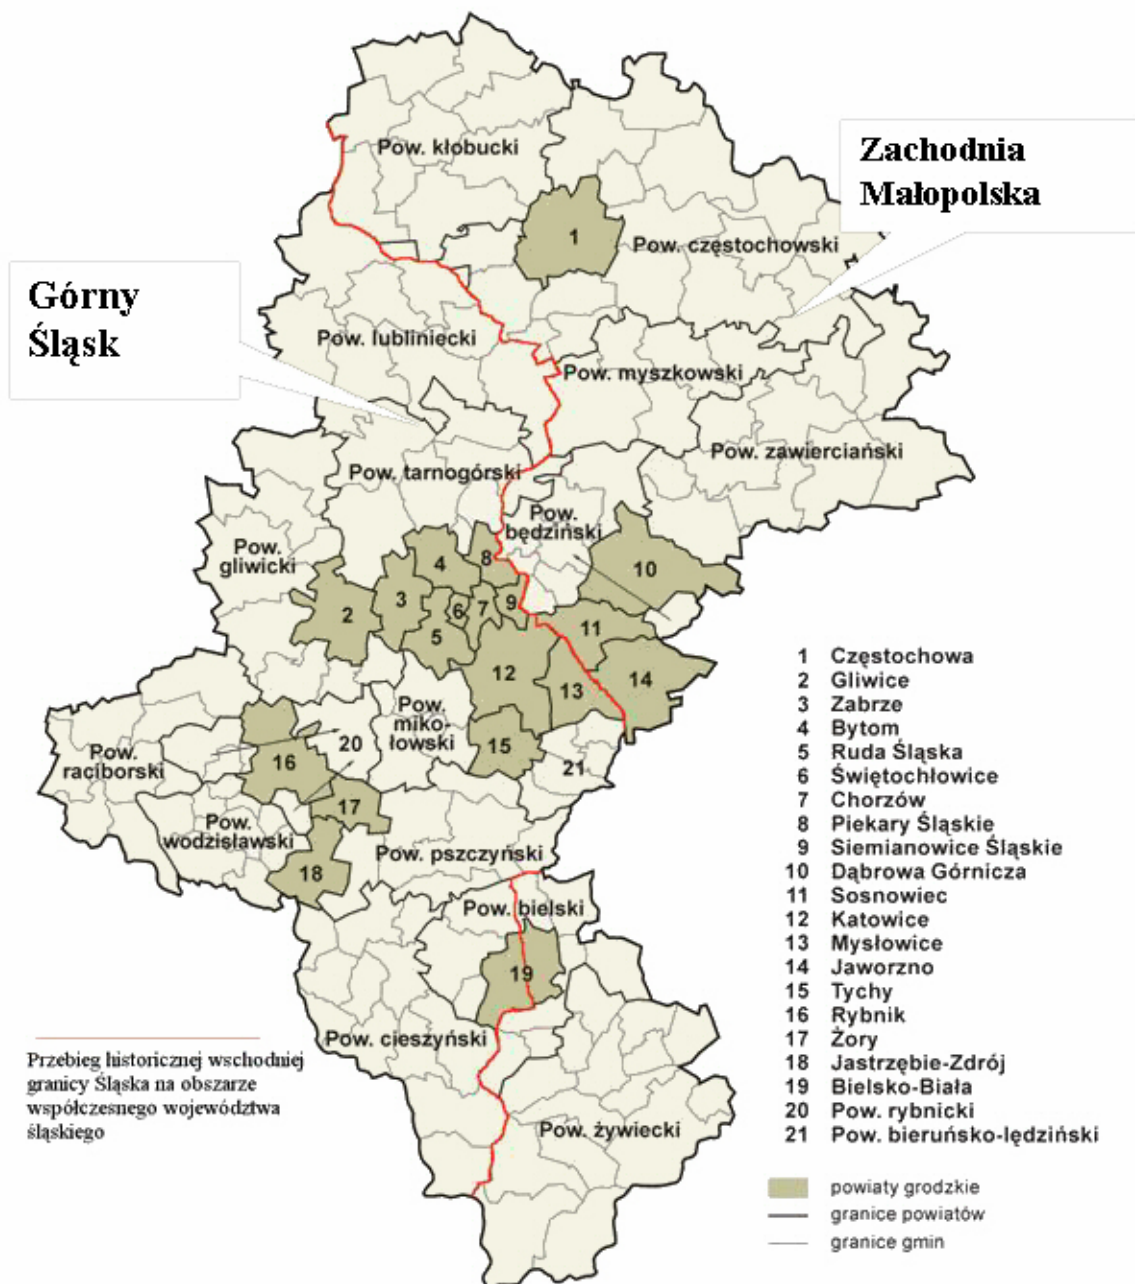 Pow. kłobucki
Zachodnia
Małopolska
1
Pow. częstochowski
Górny
Śląsk
Pow. lubliniecki
Pow. myszkowski
Pow. zawierciański
Pow. tarnogórski
Pow.
będziński
Pow.
gliwicki
8
4
10
3
6
7
9
2
5
11
12
13
14
Pow.
miko-
łowski
20
15
21
Pow.
raciborski
16
17
Pow.
wodzisławski
Pow. pszczyński
18
Pow. bielski
19
Pow. cieszyński
Pow. żywiecki
Przebieg historicznej wschodniej
granicy Śląska na obszarze
współczesnego województwa
śląskiego
1 Częstochowa
2 Gliwice
3 Zabrze
4 Bytom
5 Ruda Śląska
6 Świętochłowice
7 Chorzów
8 Piekary Śląskie
9 Siemianowice Śląskie
10 Dąbrowa Górnicza
11 Sosnowiec
12 Katowice
13 Mysłowice
14 Jaworzno
15 Tychy
16 Rybnik
17 Żory
18 Jastrzębie-Zdrój
19 Bielsko-Biała
20 Pow. rybnicki
21 Pow. bieruńsko-lędziński
powiaty grodzkie
granice powiatów
granice gmin